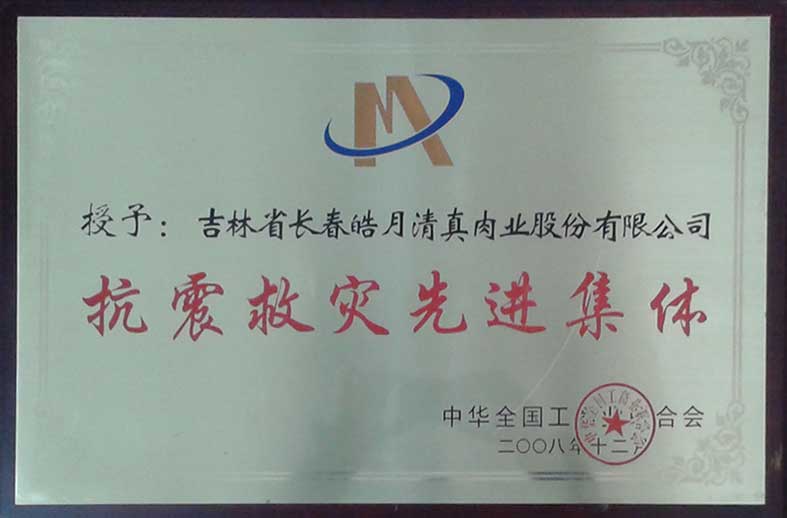 授予：吉林省长春皓月清真肉业股份有限公司
抗震救灾先进集体
中华全国工业合会
二〇〇八年十二